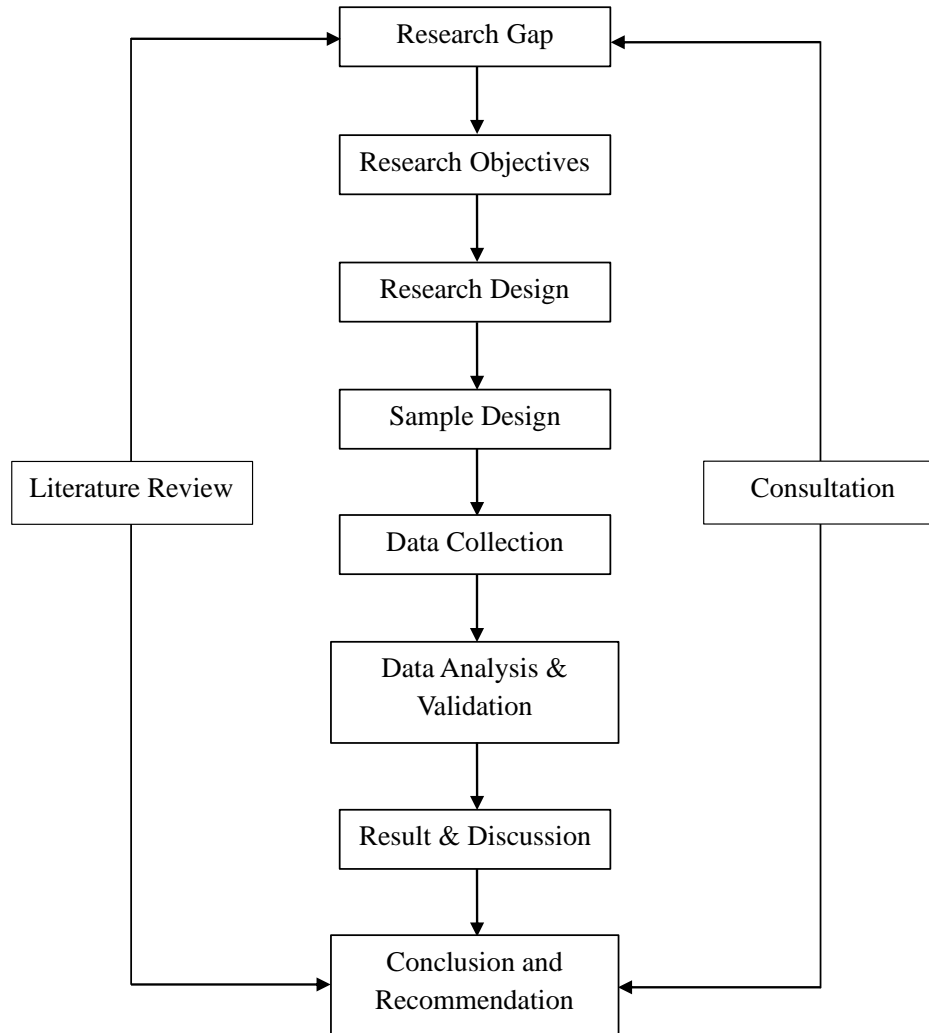 Research Gap
Research Objectives
Research Design
Sample Design
Literature Review
Consultation
Data Collection
Data Analysis &
Validation
Result & Discussion
Conclusion and
Recommendation